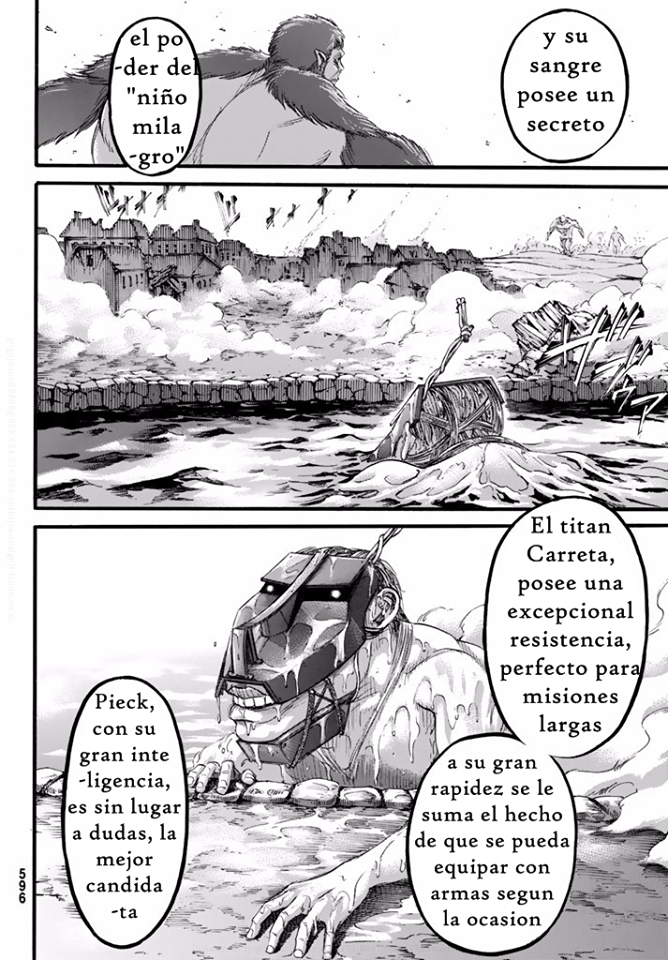 y su
sangre
posee un
secreto
el po
-der del
"niño
mila
-gro"
El titan
Carreta,
posee una
excepcional
resistencia,
perfecto para
misiones
largas
a su gran
rapidez se le
suma el hecho
de que se pueda
equipar con
armas segun
la ocasion
Pieck,
con su
gran inte
-ligencia,
es sin lugar
a dudas, la
mejor
candida
-ta
596